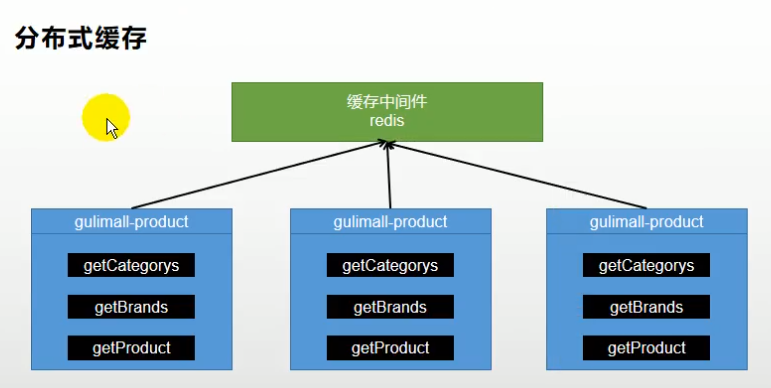 分布式缓存
缓存中间件
redis
gulimall-product
getCategorys
getBrands
getProduct
gulimall-product
getCategorys
getBrands
getProduct
gulimall-product
getCategorys
getBrands
getProduct